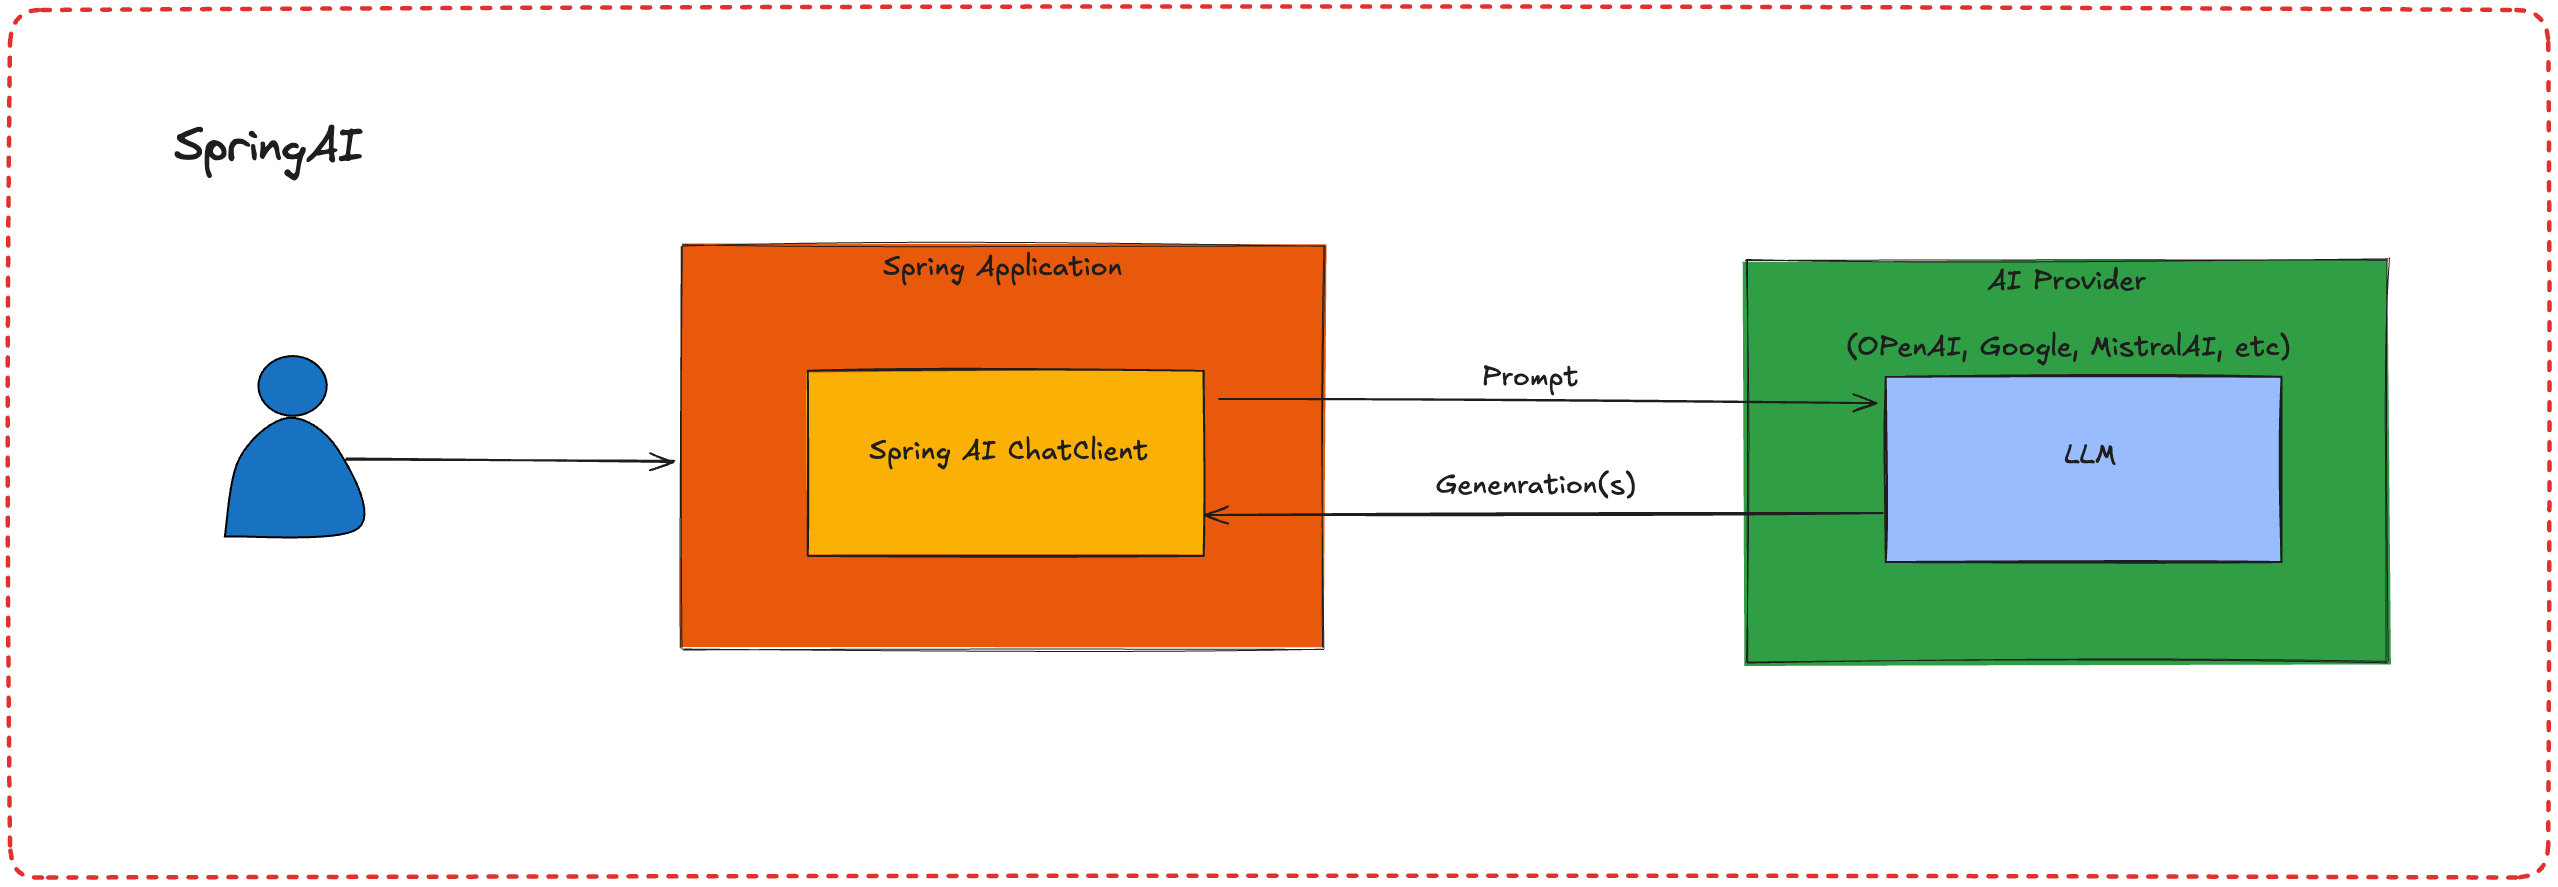 SpringAI
Spring Application
Spring AI ChatClient
Prompt
Genenration(s)
AI Provider
(OPenAI, Google, MistralAI, etc)
LLM